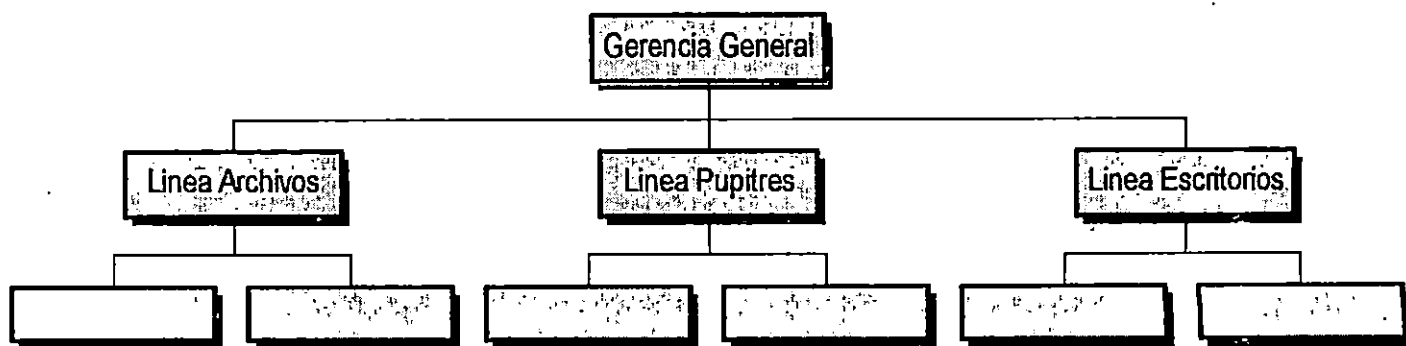 Gerencia General
Linea Archivos
Linea Pupitres
Linea Escritorios